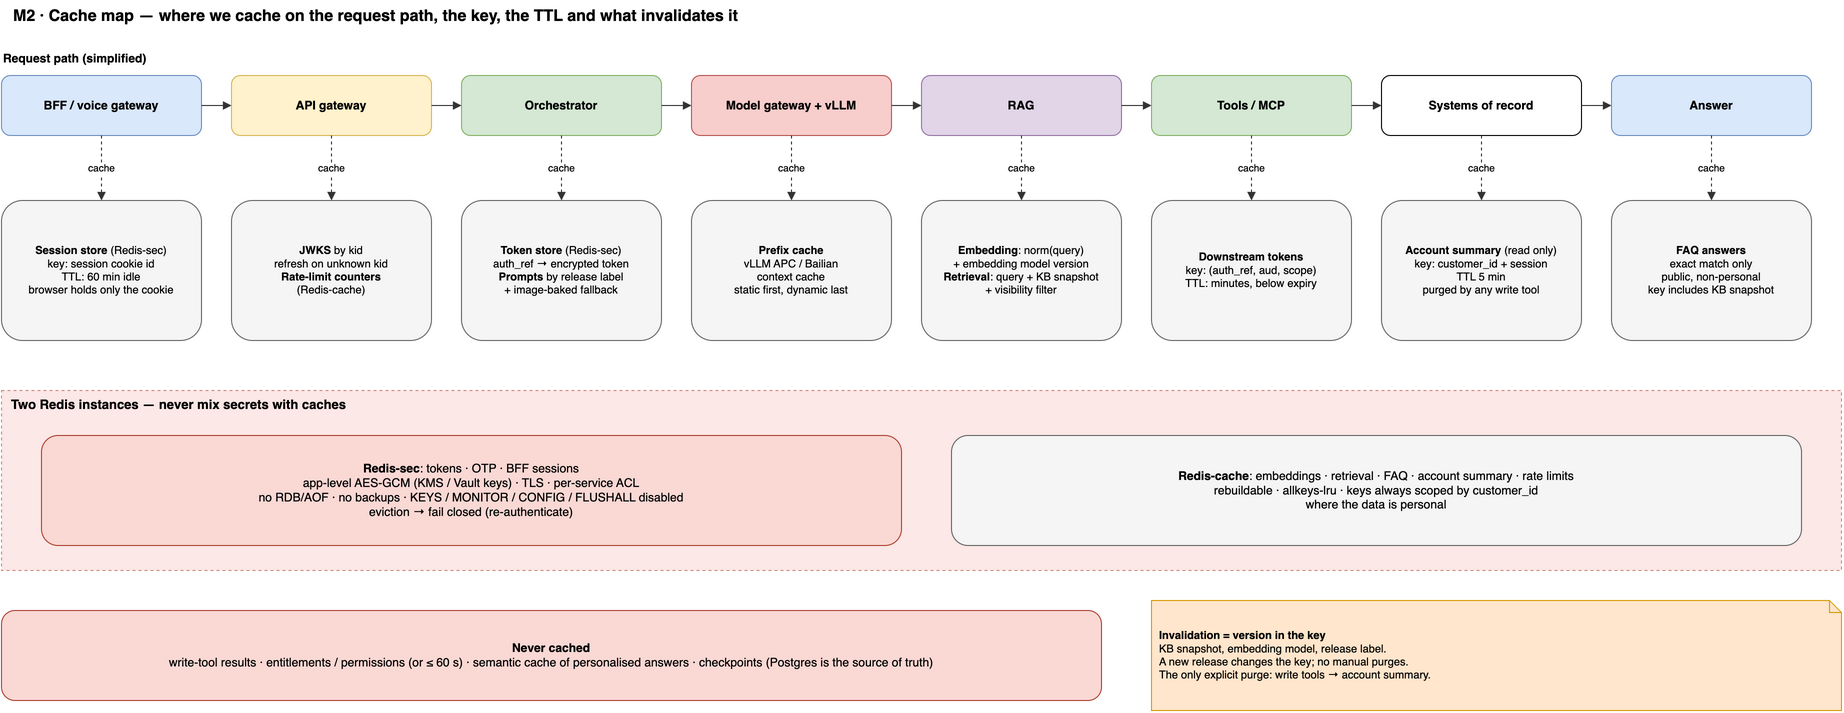 M2 · Cache map — where we cache on the request path, the key, the TTL and what invalidates it
Request path (simplified)
BFF / voice gateway
API gateway
Orchestrator
Model gateway + vLLM
RAG
Tools / MCP
Systems of record
Answer
cache
cache
cache
cache
cache
cache
cache
cache
Session store (Redis-sec)
key: session cookie id
TTL: 60 min idle
browser holds only the cookie
JWKS by kid
refresh on unknown kid
Rate-limit counters
(Redis-cache)
Token store (Redis-sec)
auth_ref → encrypted token
Prompts by release label
+ image-baked fallback
Prefix cache
vLLM APC / Bailian
context cache
static first, dynamic last
Embedding: norm(query)
+ embedding model version
Retrieval: query + KB snapshot
+ visibility filter
Downstream tokens
key: (auth_ref, aud, scope)
TTL: minutes, below expiry
Account summary (read only)
key: customer_id + session
TTL 5 min
purged by any write tool
FAQ answers
exact match only
public, non-personal
key includes KB snapshot
Two Redis instances — never mix secrets with caches
Redis-sec: tokens · OTP · BFF sessions
app-level AES-GCM (KMS / Vault keys) · TLS · per-service ACL
no RDB/AOF · no backups · KEYS / MONITOR / CONFIG / FLUSHALL disabled
eviction → fail closed (re-authenticate)
Redis-cache: embeddings · retrieval · FAQ · account summary · rate limits
rebuildable · allkeys-lru · keys always scoped by customer_id
where the data is personal
Never cached
write-tool results · entitlements / permissions (or ≤ 60 s) · semantic cache of personalised answers · checkpoints (Postgres is the source of truth)
Invalidation = version in the key
KB snapshot, embedding model, release label.
A new release changes the key; no manual purges.
The only explicit purge: write tools → account summary.